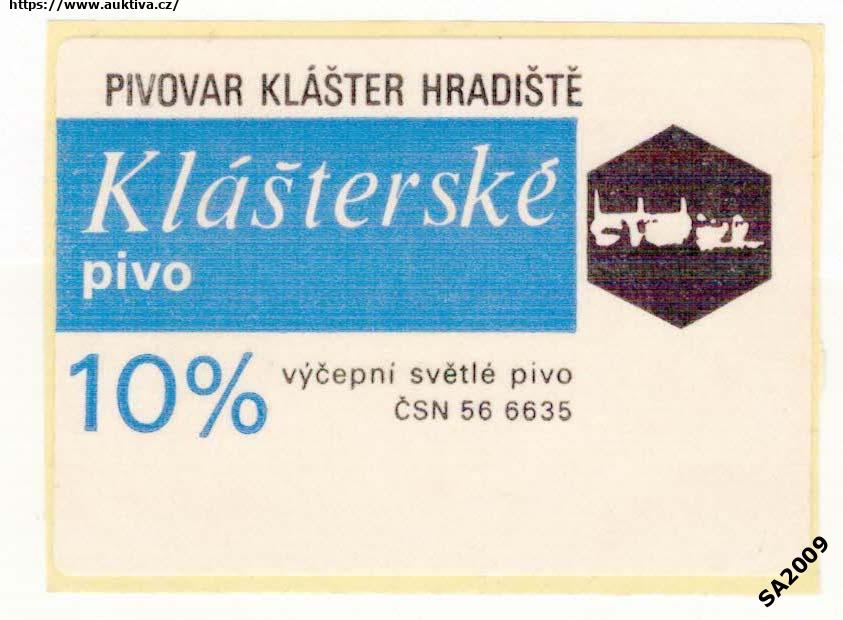 https://www.auktiva.cz/
PIVOVAR KLÁŠTER HRADIŠTĚ
Klášterské
pivo
10% výčepní světlé pivo
ČSN 56 6635
SA2009